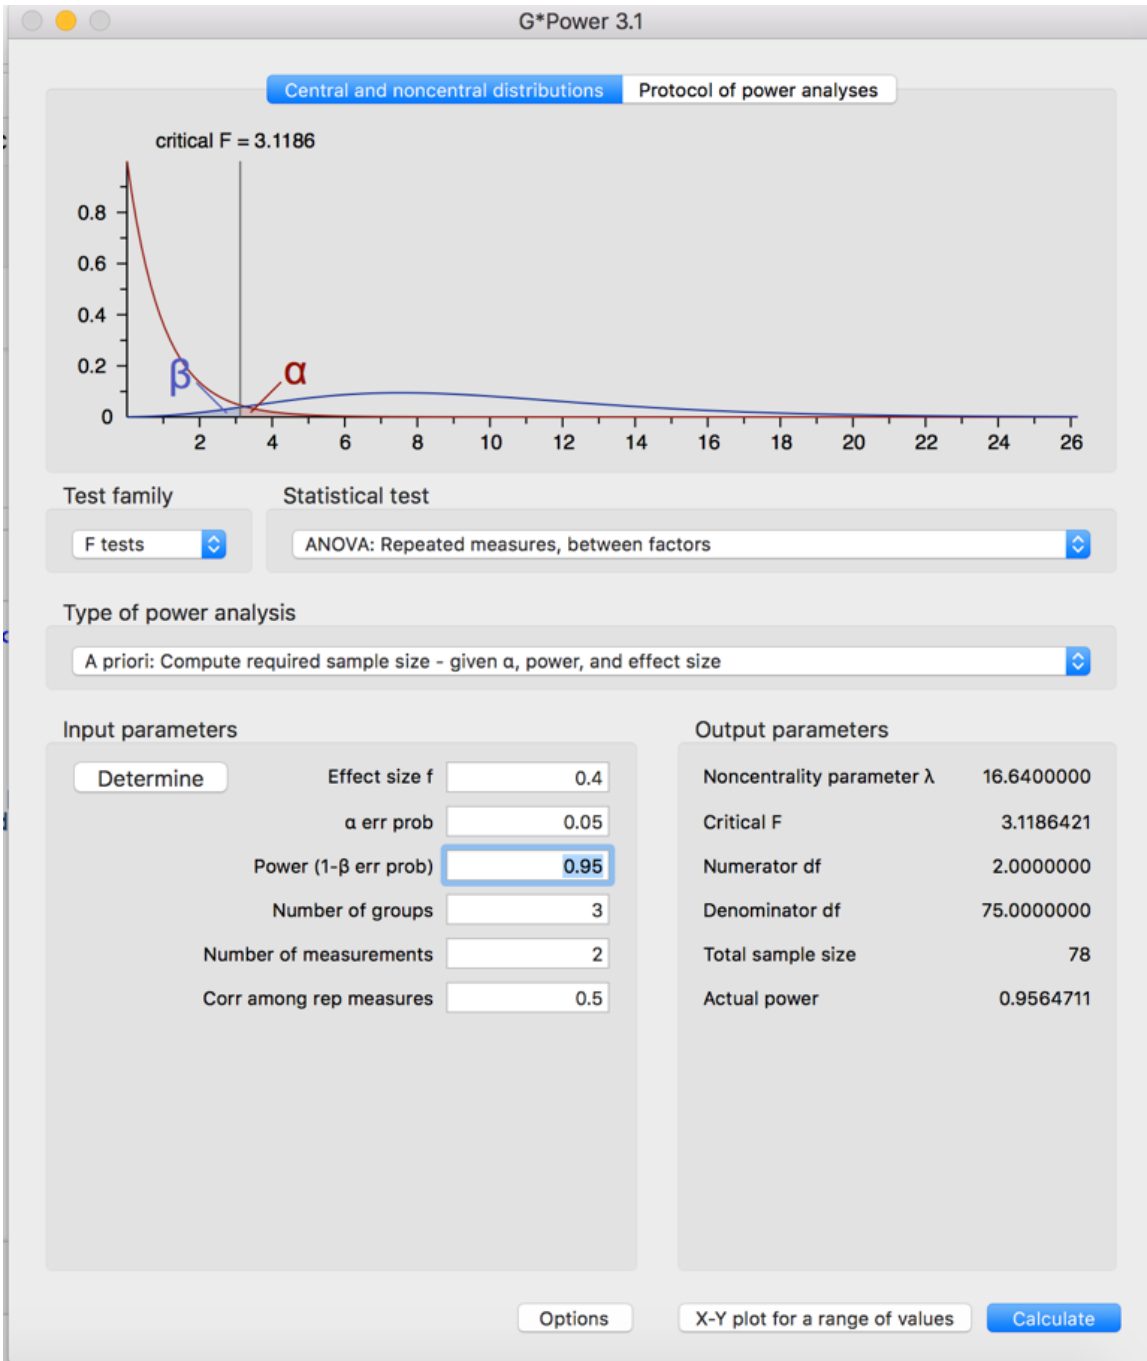 G*Power 3.1
Central and noncentral distributions Protocol of power analyses
critical F = 3.1186
0.8
0.6
0.4
0.2
0
β α
2 4 6 8 10 12 14 16 18 20 22 24 26
Test family Statistical test
F tests ANOVA: Repeated measures, between factors
Type of power analysis
A priori: Compute required sample size - given α, power, and effect size
Input parameters Output parameters
Determine Effect size f 0.4 Noncentrality parameter λ 16.6400000
α err prob 0.05 Critical F 3.1186421
Power (1-β err prob) 0.95 Numerator df 2.0000000
Number of groups 3 Denominator df 75.0000000
Number of measurements 2 Total sample size 78
Corr among rep measures 0.5 Actual power 0.9564711
Options X-Y plot for a range of values Calculate